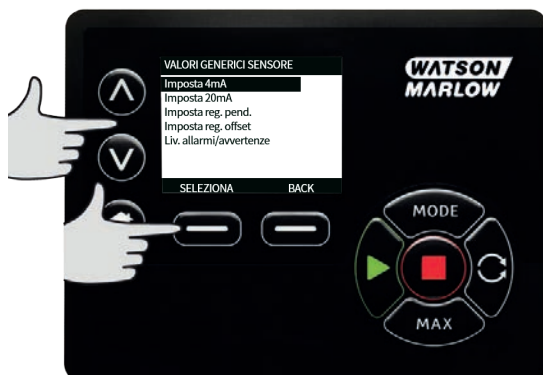 VALORI GENERICI SENSORE
Imposta 4mA
Imposta 20mA
Imposta reg. pend.
Imposta reg. offset
Liv. allarmi/avvertenze
SELEZIONA BACK
WATSON
MARLOW
MODE
MAX